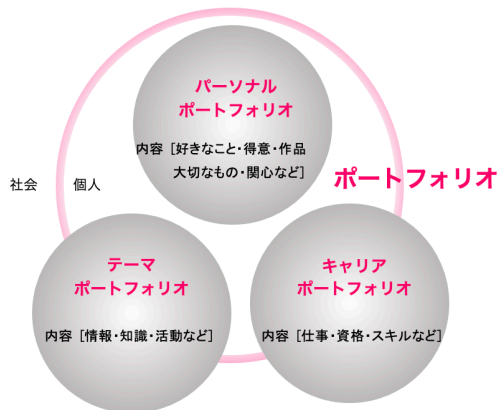 パーソナル
ポートフォリオ
内容［好きなこと・得意・作品
大切なもの・関心など］
社会　個人
ポートフォリオ
テーマ
ポートフォリオ
内容［情報・知識・活動など］
キャリア
ポートフォリオ
内容［仕事・資格・スキルなど］